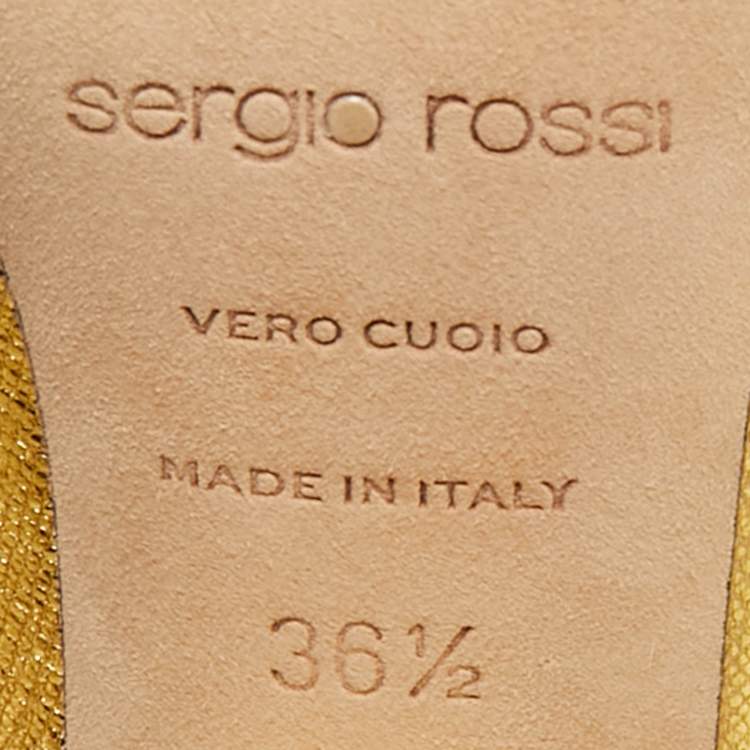 sergio rossi
VERO CUOIO
MADE IN ITALY
36½